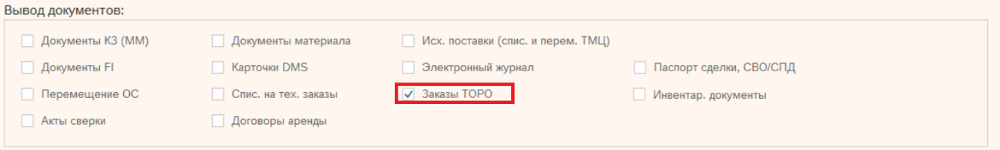 Вывод документов:
Документы КЗ (ММ) Документы материала Исх. поставки (спис. и перем. ТМЦ)
Документы FI Карточки DMS Электронный журнал Паспорт сделки, СВО/СПД
Перемещение ОС Спис. на тех. заказы Заказы ТОРО Инвентар. документы
Акты сверки Договоры аренды